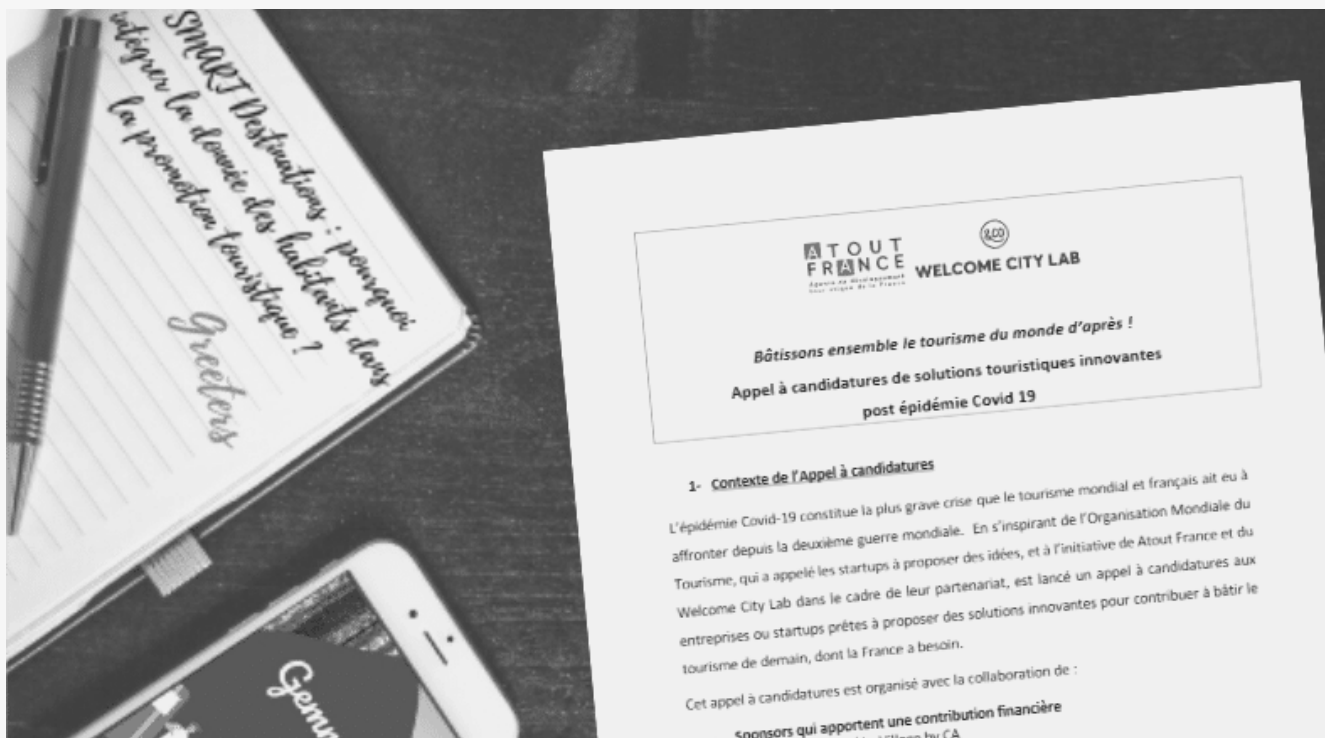 SMART Destinations : pourquoi
intégrer la donnée des habitants dans
la promotion touristique ?
Greeters
ATOUT
FRANCE
&CO
WELCOME CITY LAB
Bâtissons ensemble le tourisme du monde d'après !
Appel à candidatures de solutions touristiques innovantes
post épidémie Covid 19
1- Contexte de l'Appel à candidatures
L'épidémie Covid-19 constitue la plus grave crise que le tourisme mondial et français ait eu à
affronter depuis la deuxième guerre mondiale. En s'inspirant de l'Organisation Mondiale du
Tourisme, qui a appelé les startups à proposer des idées, et à l'initiative de Atout France et du
Welcome City Lab dans le cadre de leur partenariat, est lancé un appel à candidatures aux
entreprises ou startups prêtes à proposer des solutions innovantes pour contribuer à bâtir le
tourisme de demain, dont la France a besoin.
Cet appel à candidatures est organisé avec la collaboration de :
Sponsors qui apportent une contribution financière
Village by CA